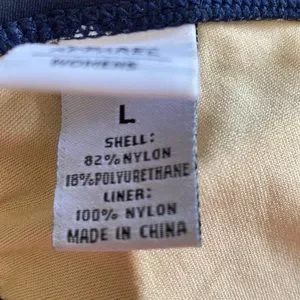 WOMENS
L
SHELL:
82% NYLON
18% POLYURETHANE
LINER:
100% NYLON
MADE IN CHINA